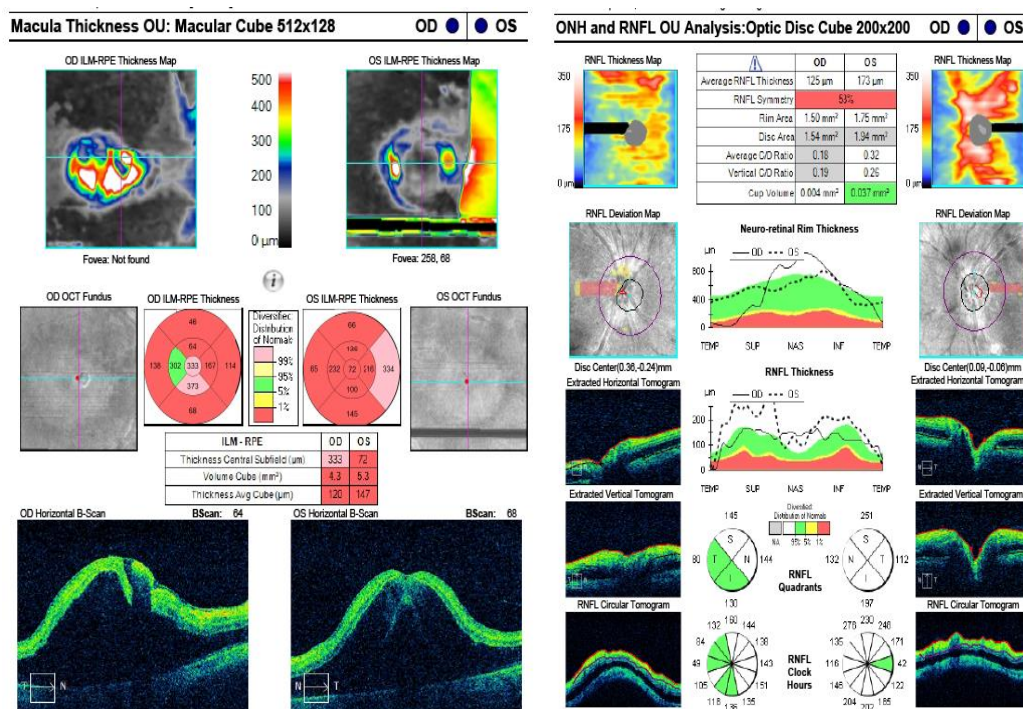 Macula Thickness OU: Macular Cube 512x128 OD OS
OD ILM-RPE Thickness Map
OS ILM-RPE Thickness Map
500
400
300
200
100
0 µm
Fovea: Not found
Fovea: 258, 68
OD OCT Fundus
OD ILM-RPE Thickness
OS ILM-RPE Thickness
OS OCT Fundus
46
64
138 302 333 167 114
373
68
Diversified
Distribution
of Normals
99%
95%
5%
1%
66
136
65 232 72 216 334
100
145
ILM - RPE OD OS
Thickness Central Subfield (µm) 333 72
Volume Cube (mm³) 4.3 5.3
Thickness Avg Cube (µm) 120 147
OD Horizontal B-Scan BScan: 64
OS Horizontal B-Scan BScan: 68
T N
N T
ONH and RNFL OU Analysis:Optic Disc Cube 200x200 OD OS
RNFL Thickness Map
RNFL Thickness Map
350
175
0 µm
350
175
0 µm
OD OS
Average RNFL Thickness 125 µm 173 µm
RNFL Symmetry 53%
Rim Area 1.50 mm² 1.75 mm²
Disc Area 1.54 mm² 1.94 mm²
Average C/D Ratio 0.18 0.32
Vertical C/D Ratio 0.19 0.26
Cup Volume 0.004 mm³ 0.037 mm³
RNFL Deviation Map
RNFL Deviation Map
Neuro-retinal Rim Thickness
µm OD OS
800
400
0
TEMP SUP NAS INF TEMP
Disc Center(0.36,-0.24)mm
Disc Center(0.09,-0.06)mm
Extracted Horizontal Tomogram
Extracted Horizontal Tomogram
RNFL Thickness
µm OD OS
200
100
0
TEMP SUP NAS INF TEMP
Extracted Vertical Tomogram
Extracted Vertical Tomogram
Diversified
Distribution of Normals
NA 95% 5% 1%
145
S
80 T N 144
I
130
251
S
132 N T 112
I
197
RNFL
Quadrants
RNFL Circular Tomogram
RNFL Circular Tomogram
132 160 144
84 138
49 143
105 151
118 136 135
RNFL
Clock
Hours
276 230 246
135 171
116 42
146 122
204 202 165